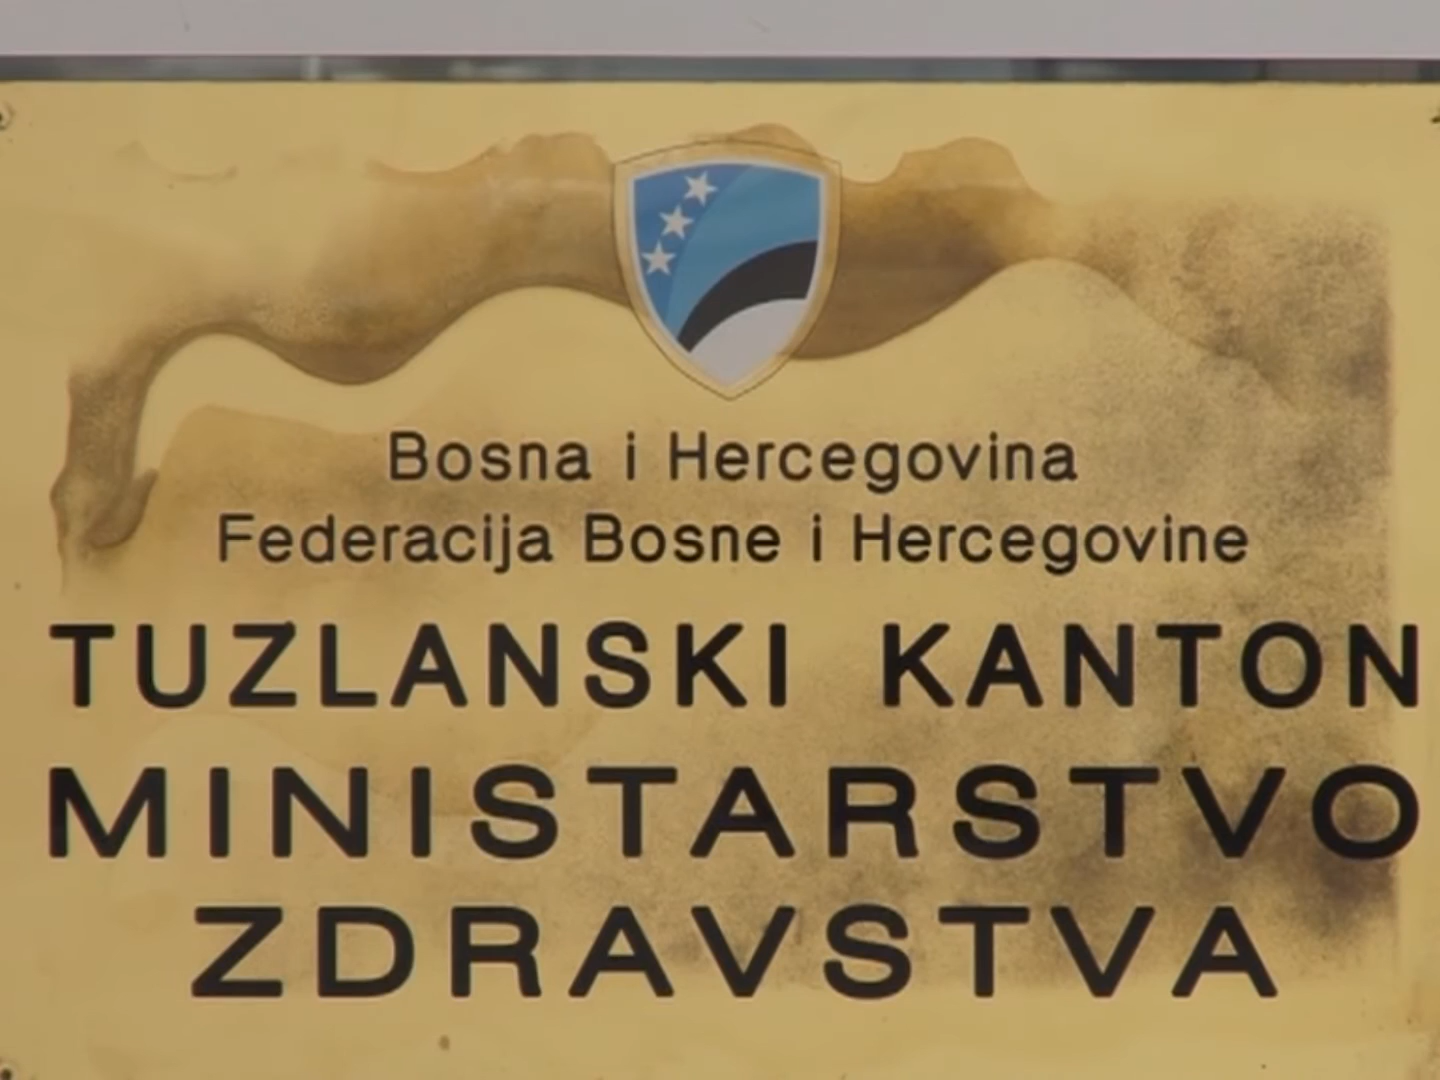 Bosna i Hercegovina
Federacija Bosne i Hercegovine
TUZLANSKI KANTON
MINISTARSTVO
ZDRAVSTVA